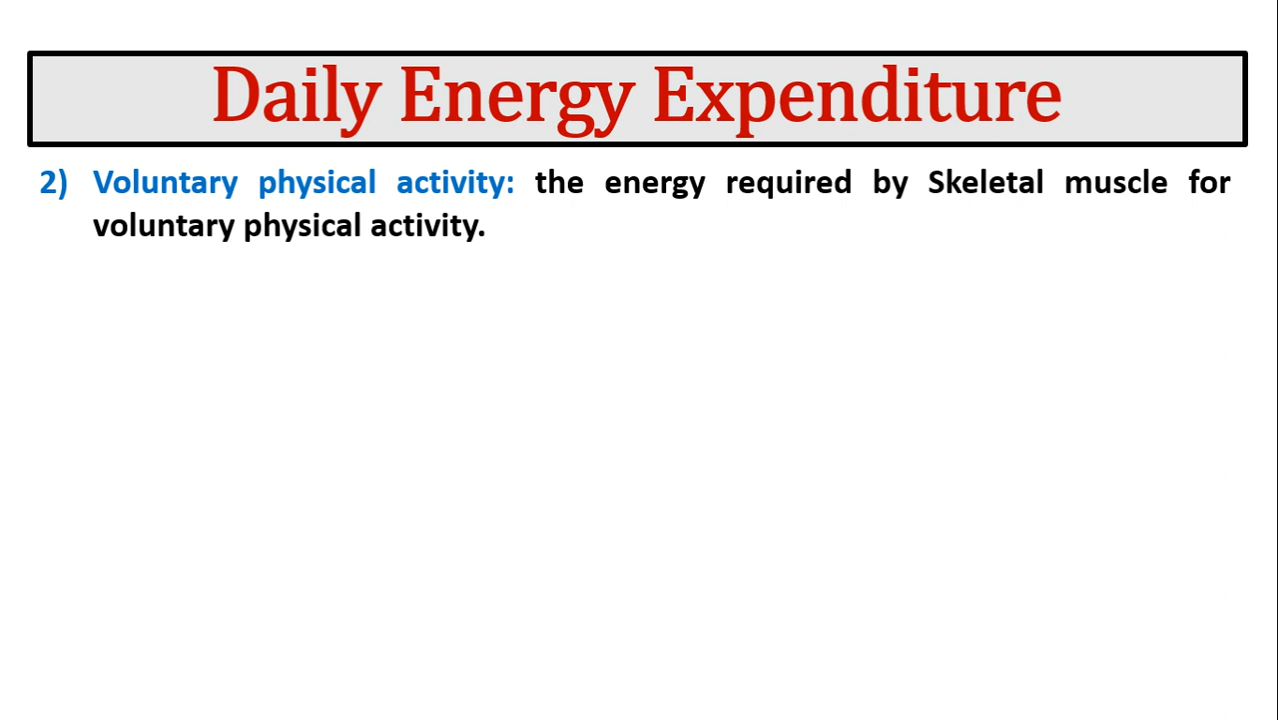 Daily Energy Expenditure
2) Voluntary physical activity: the energy required by Skeletal muscle for
voluntary physical activity.